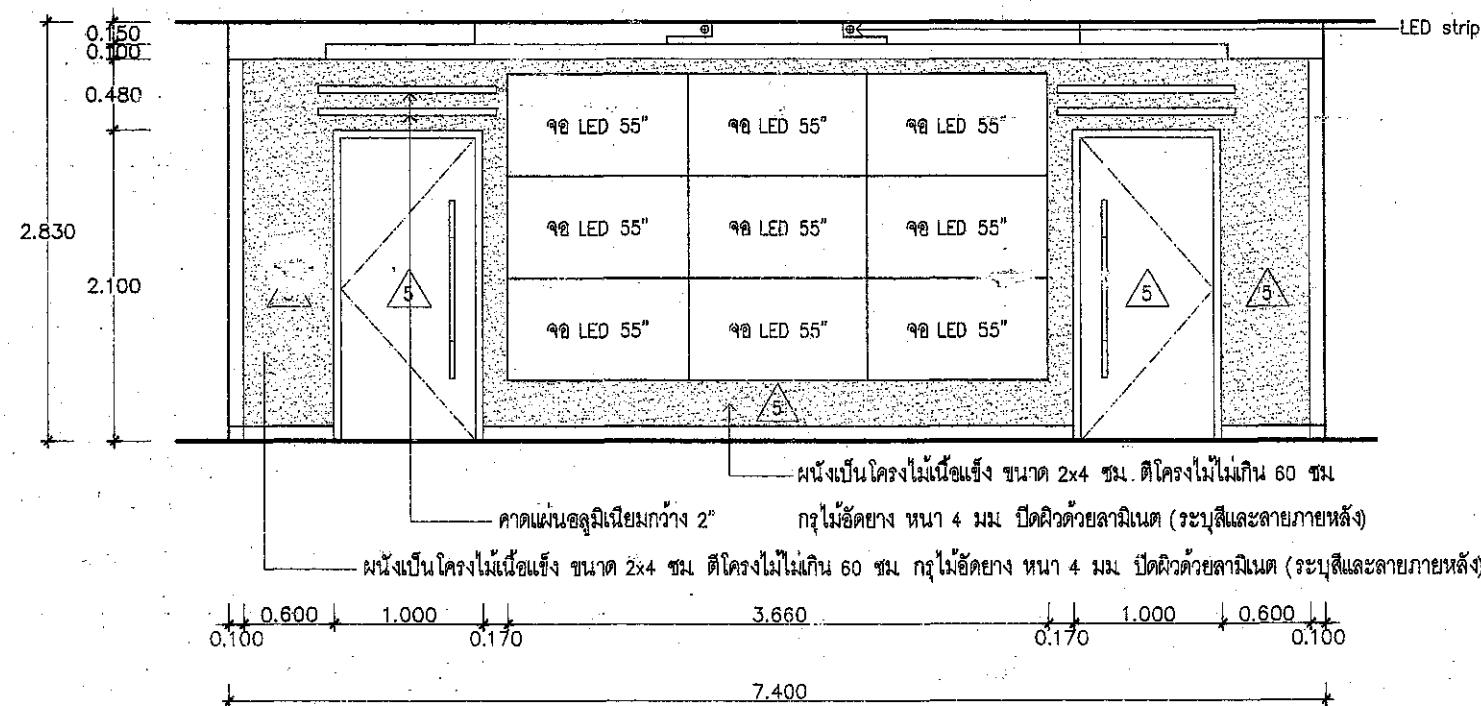 0.150
LED strip
0.100
0.480
จอ LED 55" จอ LED 55" จอ LED 55"
2.830
จอ LED 55" จอ LED 55" จอ LED 55"
2.100
5 5 5
จอ LED 55" จอ LED 55" จอ LED 55"
5
ผนังเป็นโครงไม้เนื้อแข็ง ขนาด 2x4 ซม. ตีโครงไม้ไม่เกิน 60 ซม
คาดแผ่นอลูมิเนียมกว้าง 2" กรุไม้อัดยาง หนา 4 มม ปิดผิวด้วยลามิเนต (ระบุสีและลายภายหลัง)
ผนังเป็นโครงไม้เนื้อแข็ง ขนาด 2x4 ซม ตีโครงไม้ไม่เกิน 60 ซม กรุไม้อัดยาง หนา 4 มม ปิดผิวด้วยลามิเนต (ระบุสีและลายภายหลัง)
0.600 1.000 3.660 1.000 0.600
0.100 0.170 0.170 0.100
7.400